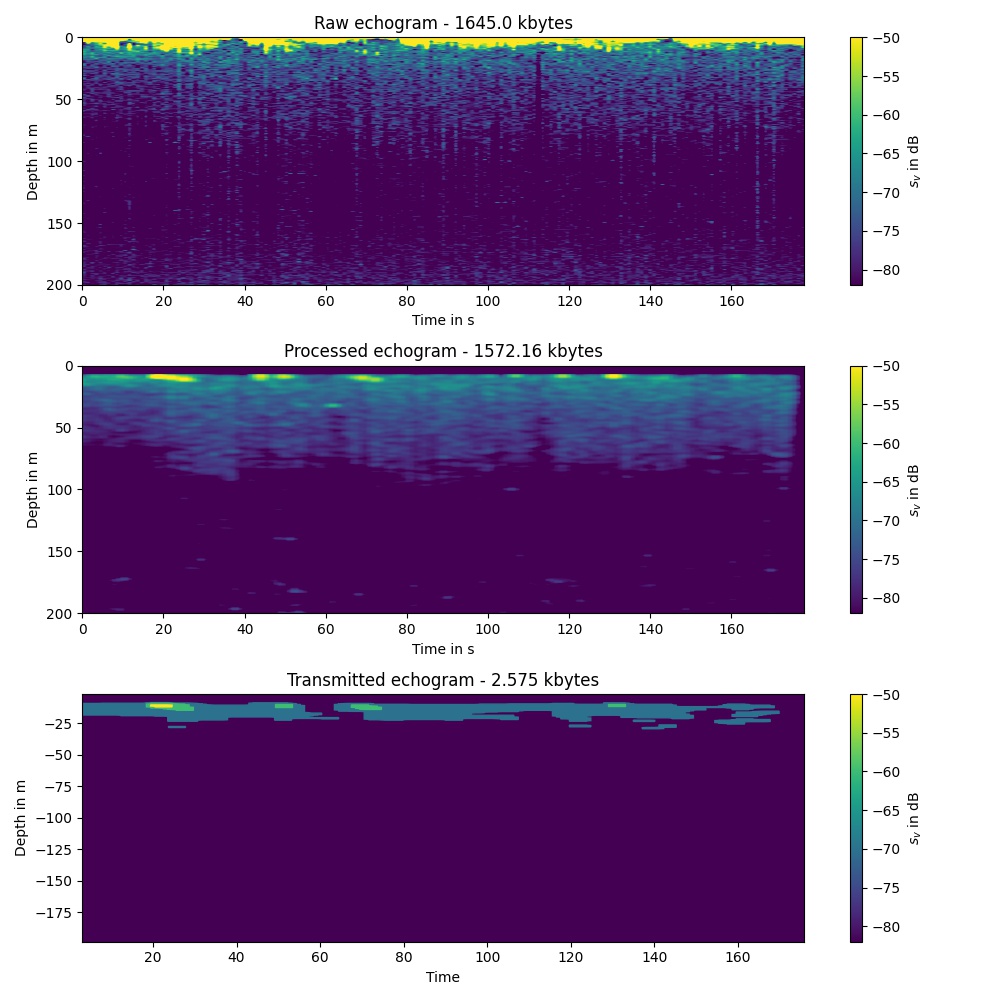 Raw echogram - 1645.0 kbytes
0
50
100
150
200
Depth in m
0 20 40 60 80 100 120 140 160
Time in s
−50
−55
−60
−65
−70
−75
−80
sv in dB
Processed echogram - 1572.16 kbytes
0
50
100
150
200
Depth in m
0 20 40 60 80 100 120 140 160
Time in s
−50
−55
−60
−65
−70
−75
−80
sv in dB
Transmitted echogram - 2.575 kbytes
−25
−50
−75
−100
−125
−150
−175
Depth in m
20 40 60 80 100 120 140 160
Time
−50
−55
−60
−65
−70
−75
−80
sv in dB